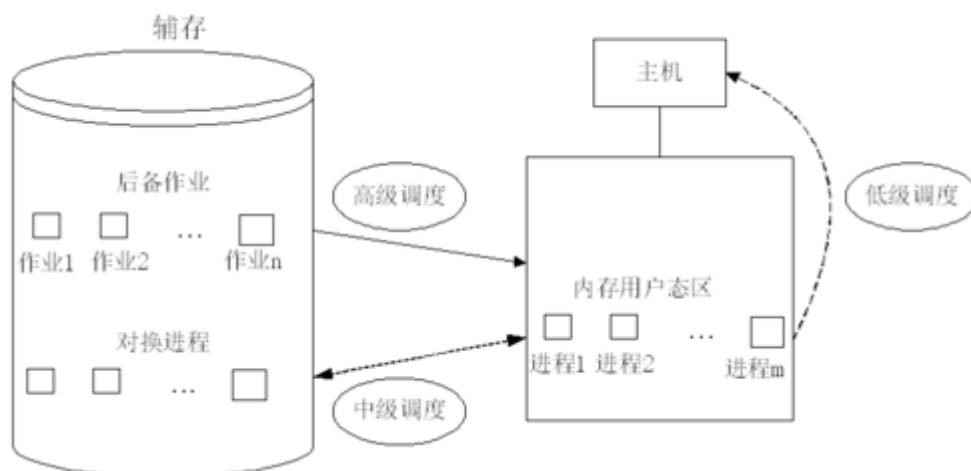 辅存
主机
后备作业
高级调度
低级调度
…
作业1 作业2 作业n
内存用户态区
对换进程
…
进程1 进程2 进程m
…
中级调度